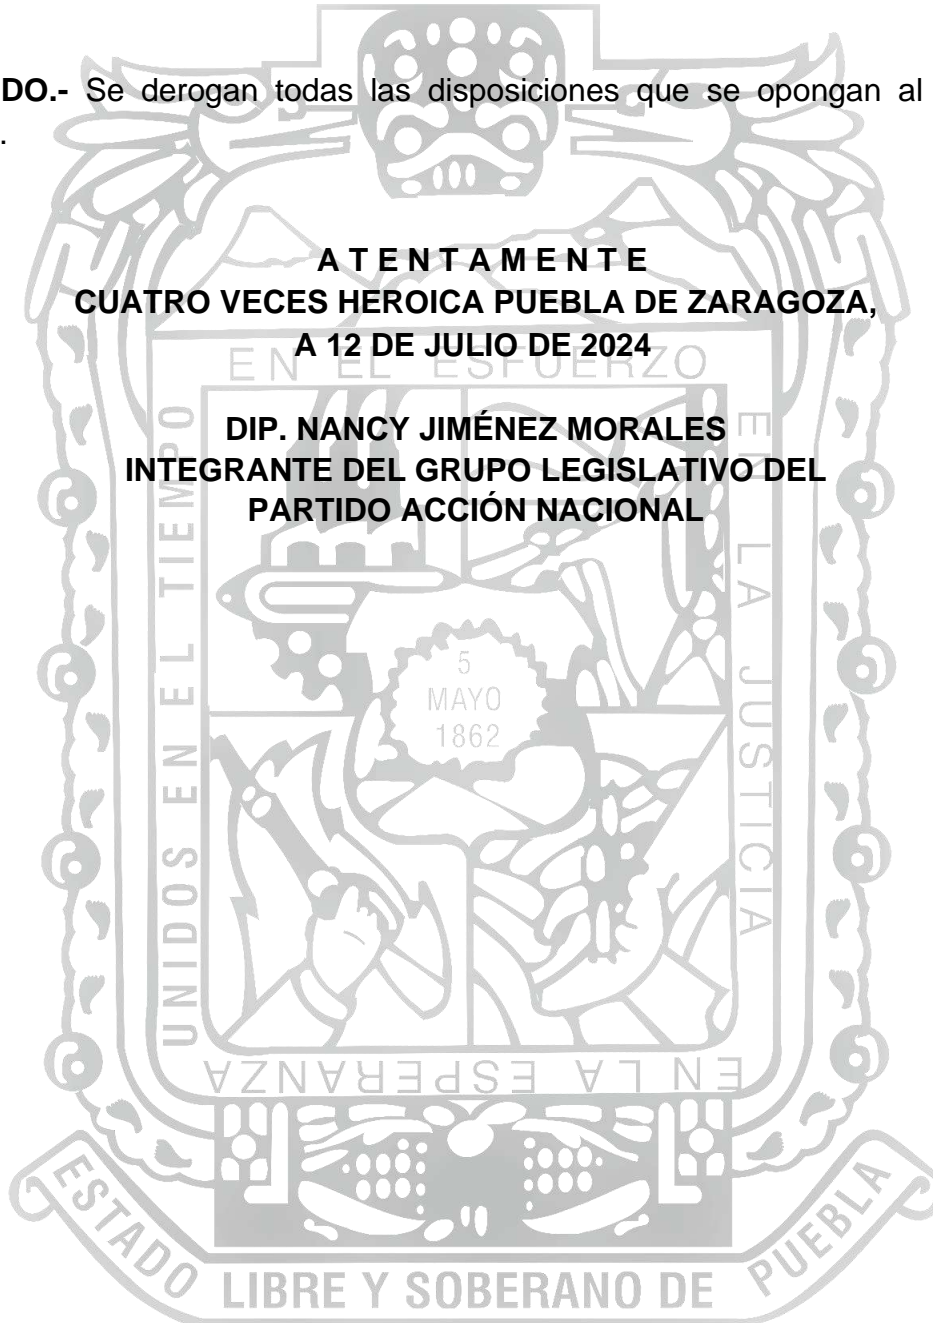 DO.- Se derogan todas las disposiciones que se opongan al
.
A T E N T A M E N T E
CUATRO VECES HEROICA PUEBLA DE ZARAGOZA,
A 12 DE JULIO DE 2024
DIP. NANCY JIMÉNEZ MORALES
INTEGRANTE DEL GRUPO LEGISLATIVO DEL
PARTIDO ACCIÓN NACIONAL
UNIDOS EN EL TIEMPO
EN EL ESFUERZO
EN LA JUSTICIA
EN LA ESPERANZA
5
MAYO
1862
ESTADO LIBRE Y SOBERANO DE PUEBLA